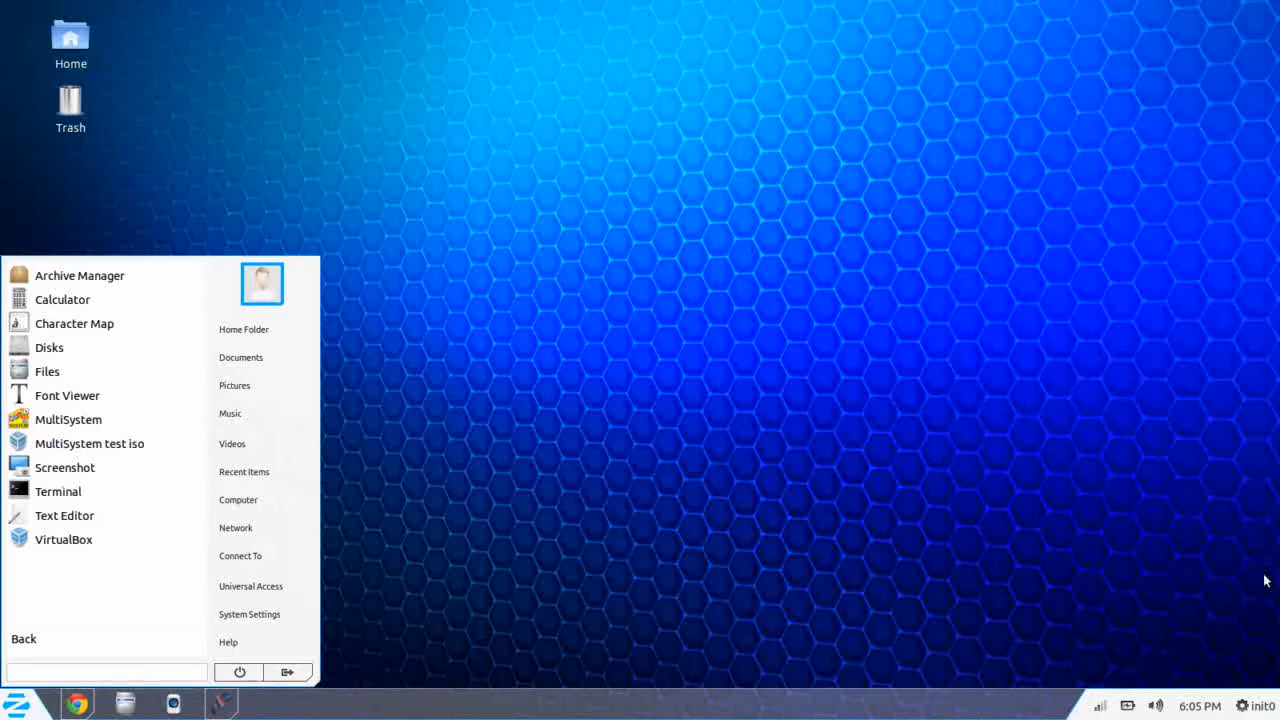 Home
Trash
Archive Manager
Calculator
Character Map
Disks
Files
Font Viewer
MultiSystem
MultiSystem test iso
Screenshot
Terminal
Text Editor
VirtualBox
Back
Home Folder
Documents
Pictures
Music
Videos
Recent Items
Computer
Network
Connect To
Universal Access
System Settings
Help
6:05 PM
init0